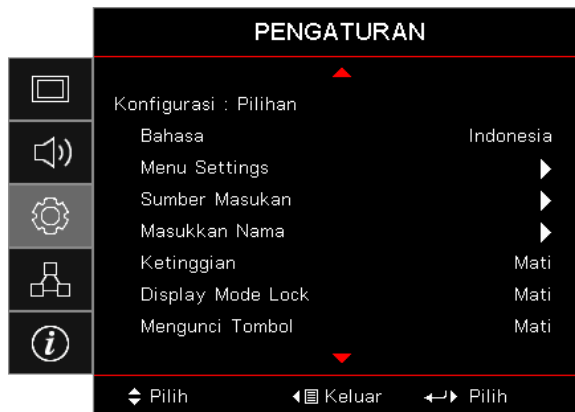 PENGATURAN
Konfigurasi : Pilihan
Bahasa Indonesia
Menu Settings
Sumber Masukan
Masukkan Nama
Ketinggian Mati
Display Mode Lock Mati
Mengunci Tombol Mati
Pilih Keluar Pilih